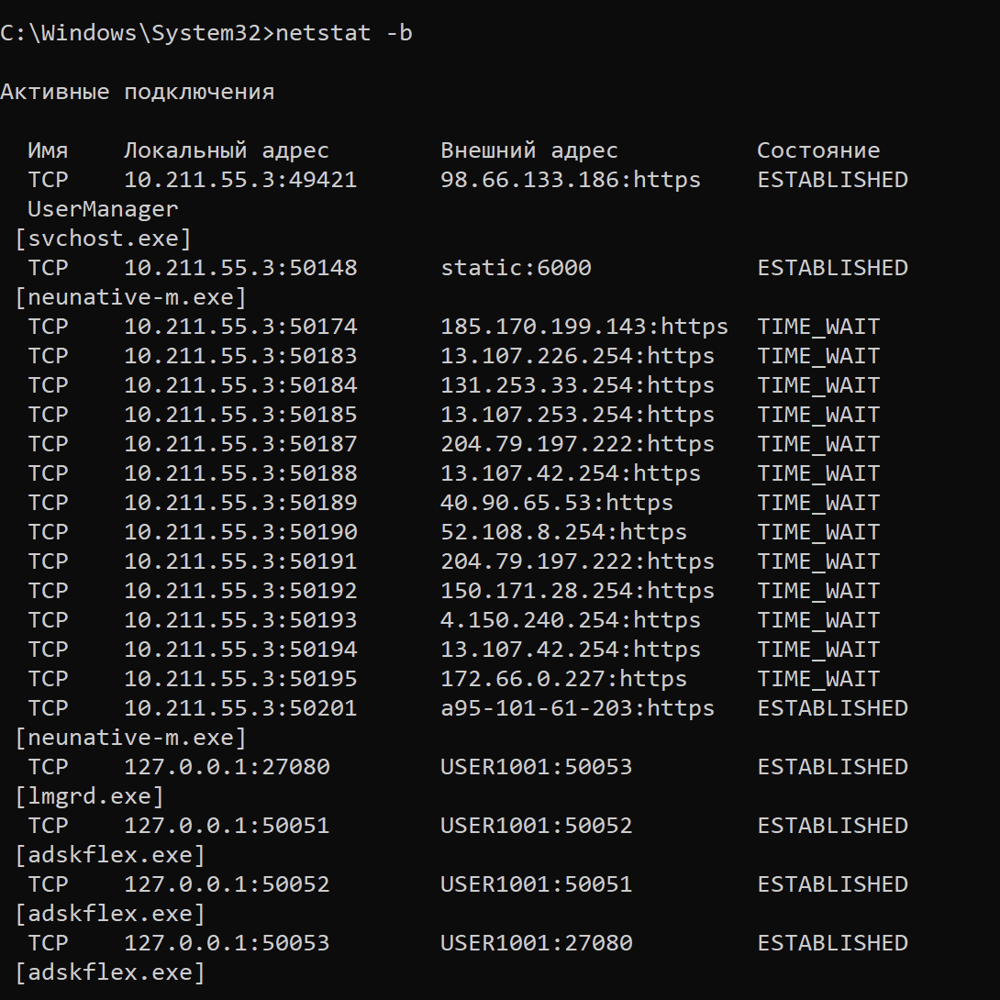 C:\Windows\System32>netstat -b
Активные подключения
Имя Локальный адрес Внешний адрес Состояние
TCP 10.211.55.3:49421 98.66.133.186:https ESTABLISHED
UserManager
[svchost.exe]
TCP 10.211.55.3:50148 static:6000 ESTABLISHED
[neunative-m.exe]
TCP 10.211.55.3:50174 185.170.199.143:https TIME_WAIT
TCP 10.211.55.3:50183 13.107.226.254:https TIME_WAIT
TCP 10.211.55.3:50184 131.253.33.254:https TIME_WAIT
TCP 10.211.55.3:50185 13.107.253.254:https TIME_WAIT
TCP 10.211.55.3:50187 204.79.197.222:https TIME_WAIT
TCP 10.211.55.3:50188 13.107.42.254:https TIME_WAIT
TCP 10.211.55.3:50189 40.90.65.53:https TIME_WAIT
TCP 10.211.55.3:50190 52.108.8.254:https TIME_WAIT
TCP 10.211.55.3:50191 204.79.197.222:https TIME_WAIT
TCP 10.211.55.3:50192 150.171.28.254:https TIME_WAIT
TCP 10.211.55.3:50193 4.150.240.254:https TIME_WAIT
TCP 10.211.55.3:50194 13.107.42.254:https TIME_WAIT
TCP 10.211.55.3:50195 172.66.0.227:https TIME_WAIT
TCP 10.211.55.3:50201 a95-101-61-203:https ESTABLISHED
[neunative-m.exe]
TCP 127.0.0.1:27080 USER1001:50053 ESTABLISHED
[lmgrd.exe]
TCP 127.0.0.1:50051 USER1001:50052 ESTABLISHED
[adskflex.exe]
TCP 127.0.0.1:50052 USER1001:50051 ESTABLISHED
[adskflex.exe]
TCP 127.0.0.1:50053 USER1001:27080 ESTABLISHED
[adskflex.exe]